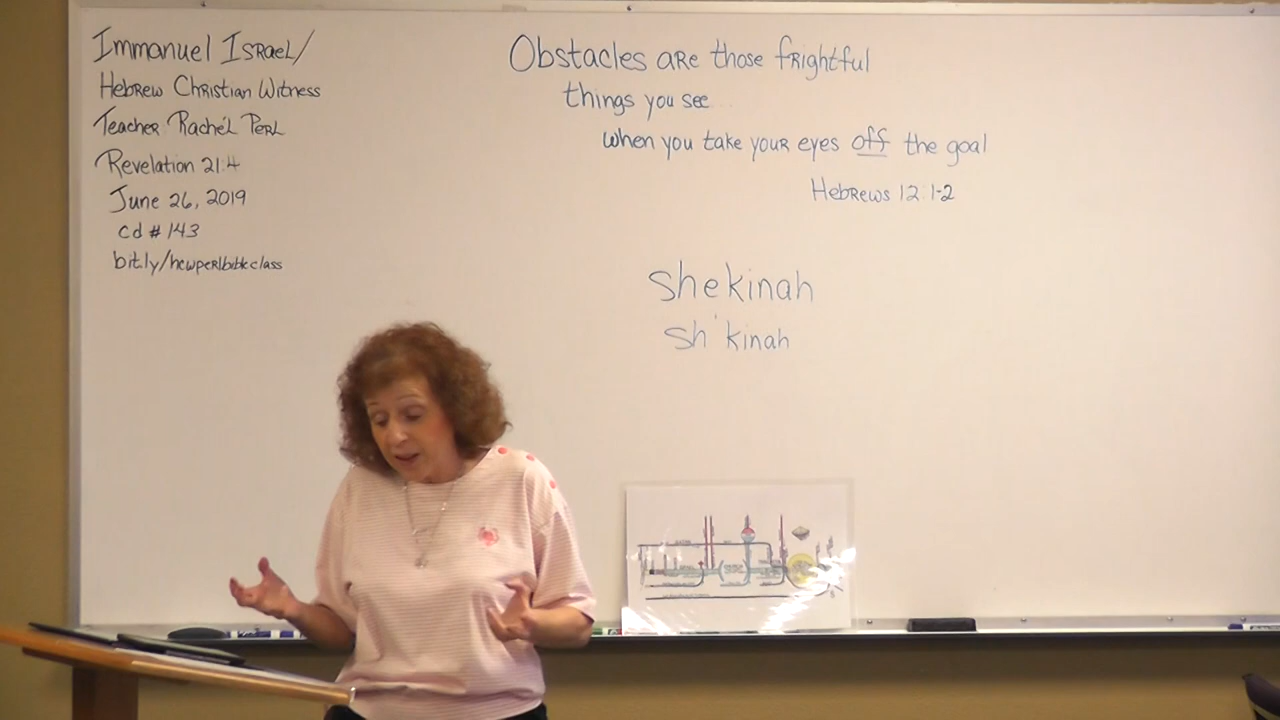 Immanuel Israel/
Hebrew Christian Witness
Teacher Rachel Perl
Revelation 21:4
June 26, 2019
cd # 143
bit.ly/hcwperlbibleclass
Obstacles are those frightful
things you see
when you take your eyes off the goal
Hebrews 12:1-2
shekinah
sh'kinah